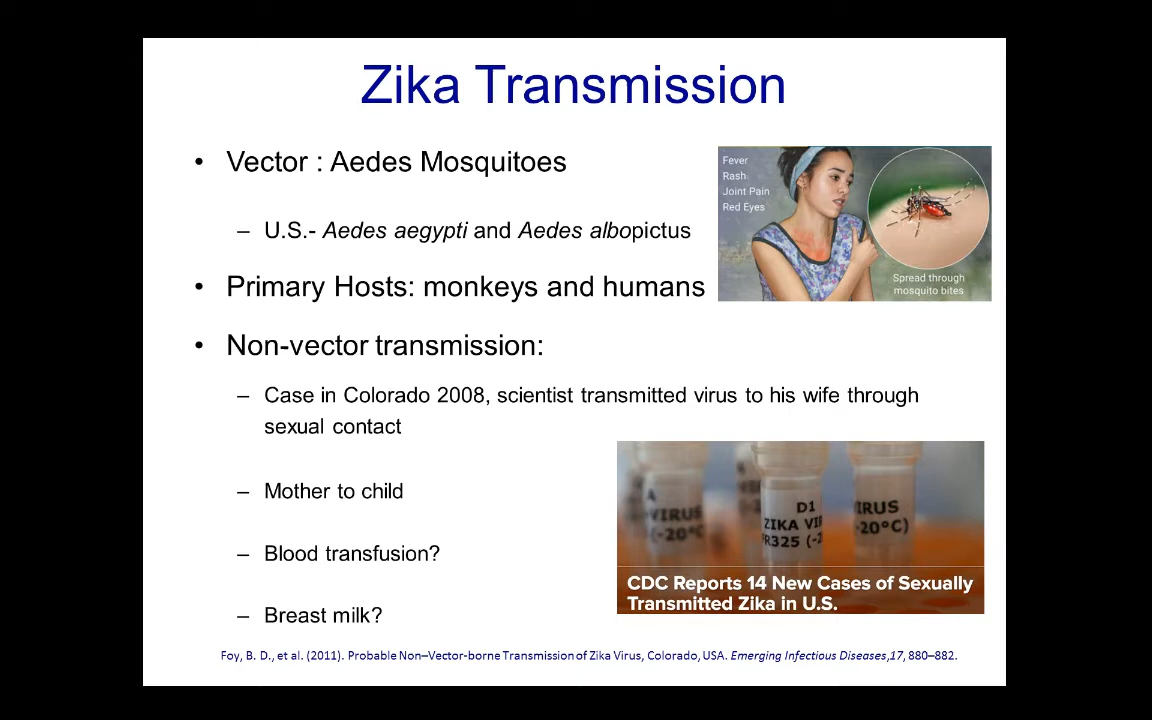 Zika Transmission
• Vector : Aedes Mosquitoes
– U.S.- Aedes aegypti and Aedes albopictus
• Primary Hosts: monkeys and humans
Fever
Rash
Joint Pain
Red Eyes
Spread through
mosquito bites
• Non-vector transmission:
– Case in Colorado 2008, scientist transmitted virus to his wife through
sexual contact
– Mother to child
– Blood transfusion?
– Breast milk?
VIRUS
(-20°C
D1
ZIKA VI
R325
IRUS
-20°C)
CDC Reports 14 New Cases of Sexually
Transmitted Zika in U.S.
Foy, B. D., et al. (2011). Probable Non–Vector-borne Transmission of Zika Virus, Colorado, USA. Emerging Infectious Diseases,17, 880–882.